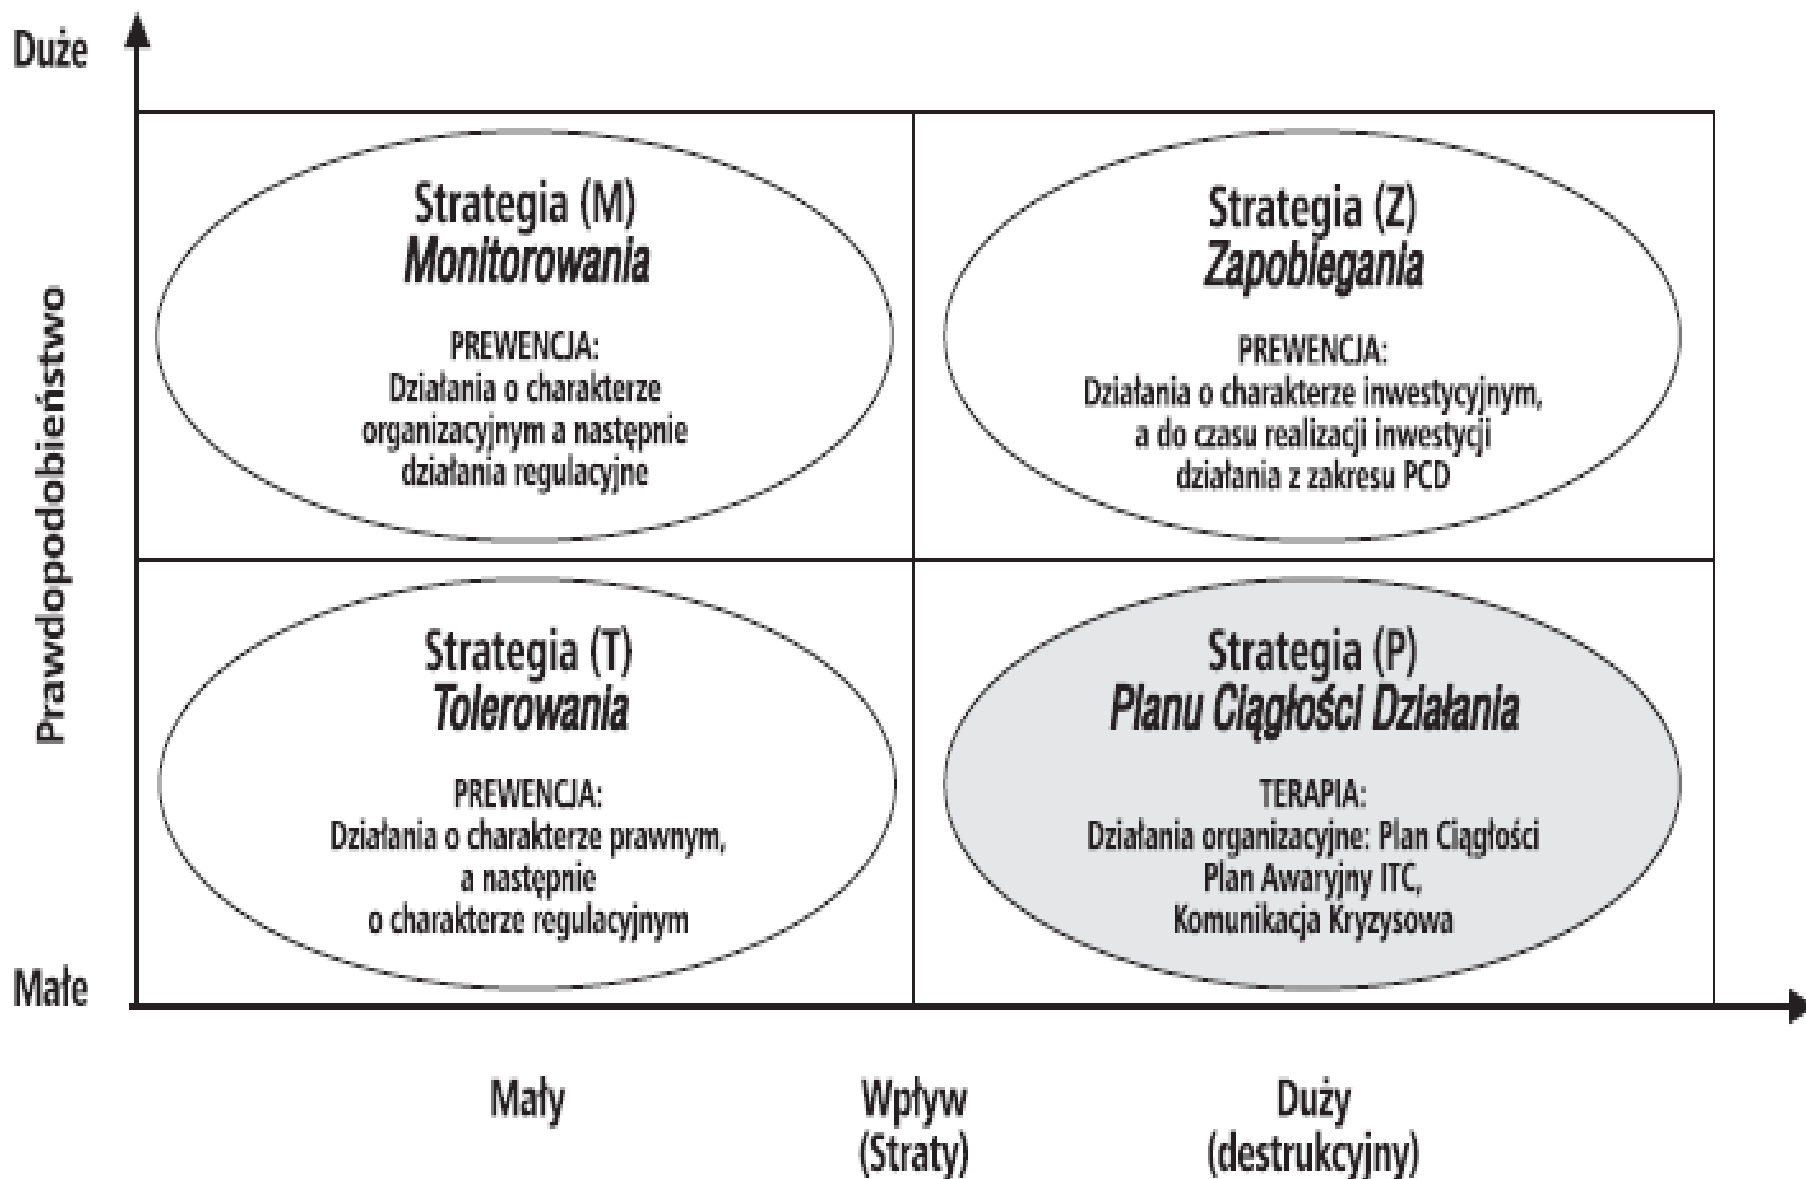 Duże
Prawdopodobieństwo
Małe
Strategia (M)
Monitorowania
PREWENCJA:
Działania o charakterze
organizacyjnym a następnie
działania regulacyjne
Strategia (Z)
Zapobiegania
PREWENCJA:
Działania o charakterze inwestycyjnym,
a do czasu realizacji inwestycji
działania z zakresu PCD
Strategia (T)
Tolerowania
PREWENCJA:
Działania o charakterze prawnym,
a następnie
o charakterze regulacyjnym
Strategia (P)
Planu Ciągłości Działania
TERAPIA:
Działania organizacyjne: Plan Ciągłości
Plan Awaryjny ITC,
Komunikacja Kryzysowa
Mały
Wpływ
(Straty)
Duży
(destrukcyjny)